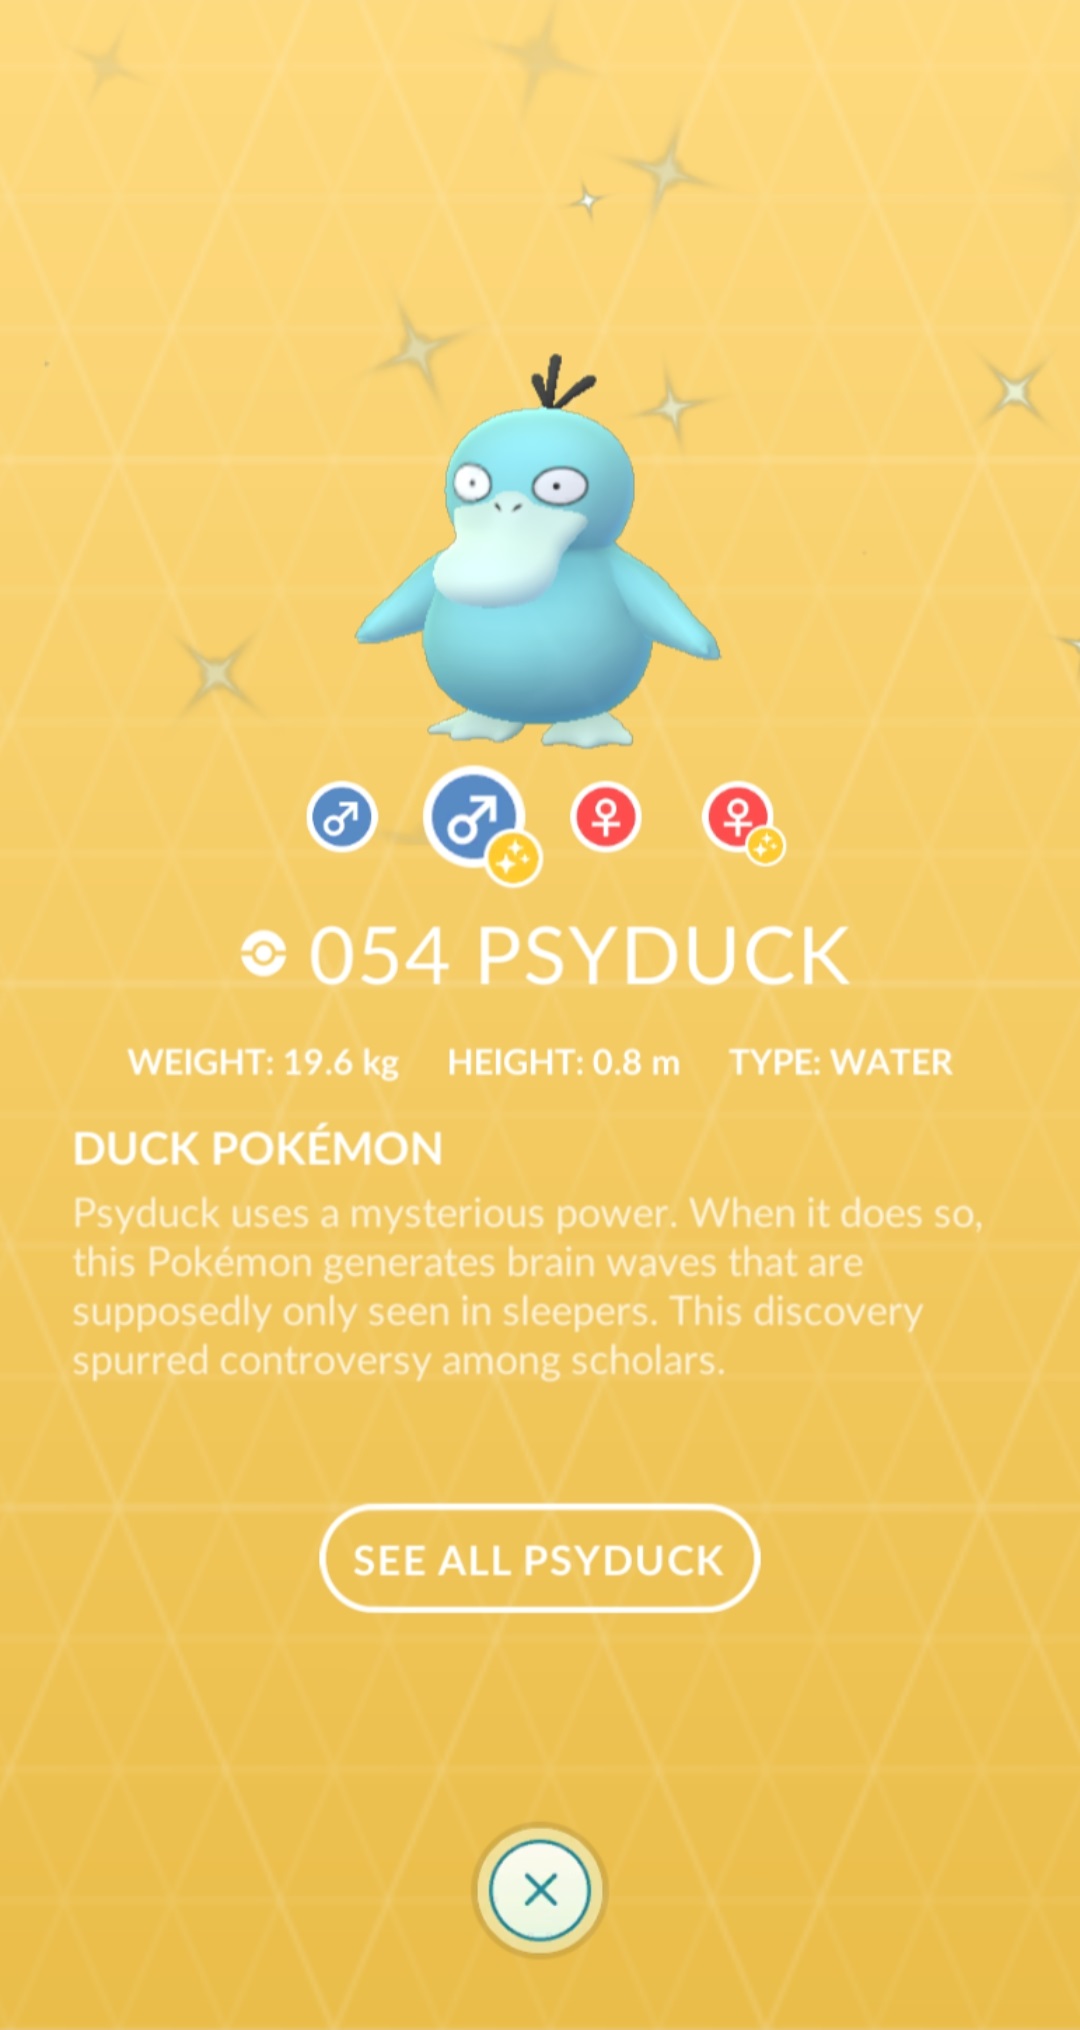 054 PSYDUCK
WEIGHT: 19.6 kg HEIGHT: 0.8 m TYPE: WATER
DUCK POKÉMON
Psyduck uses a mysterious power. When it does so,
this Pokémon generates brain waves that are
supposedly only seen in sleepers. This discovery
spurred controversy among scholars.
SEE ALL PSYDUCK